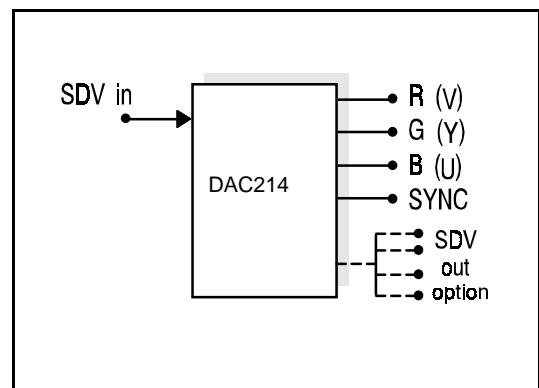 SDV in
DAC214
R (V)
G (Y)
B (U)
SYNC
SDV
out
option